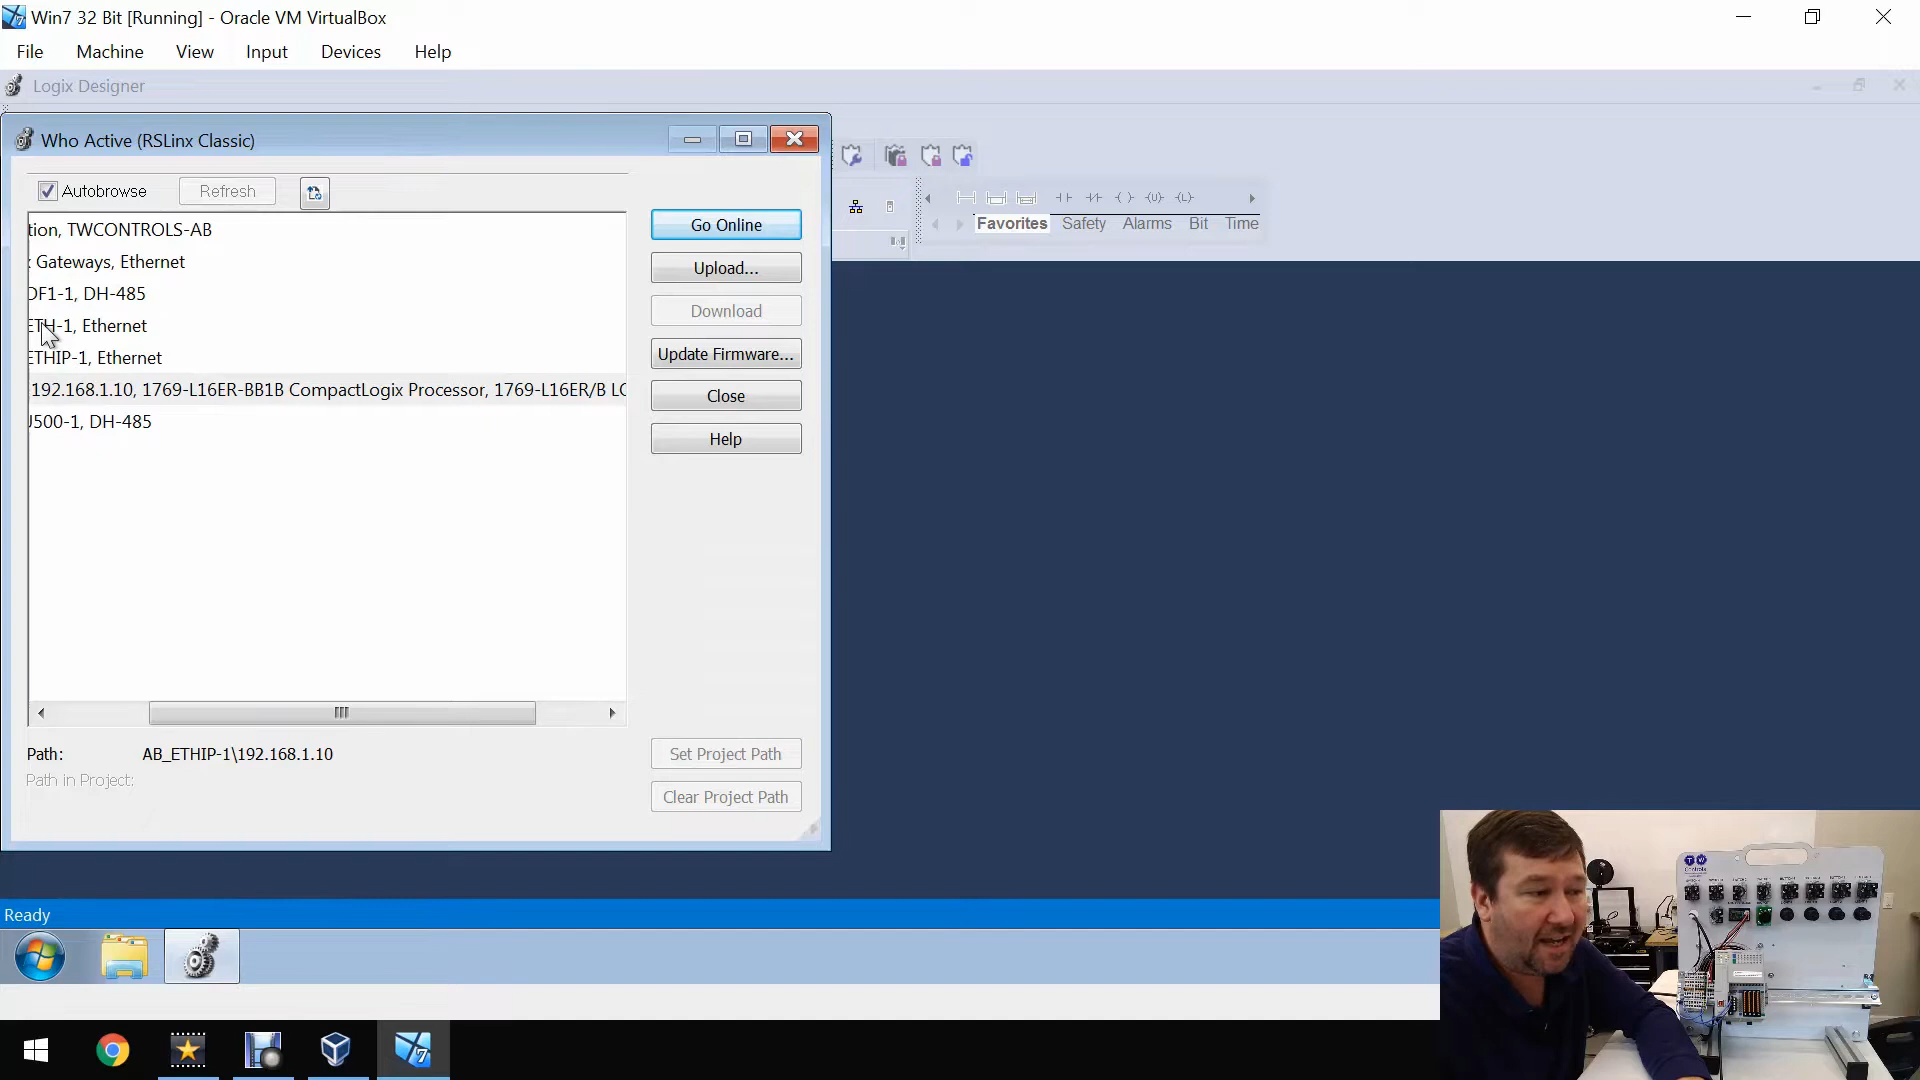 Win7 32 Bit [Running] - Oracle VM VirtualBox
File Machine View Input Devices Help
Logix Designer
Who Active (RSLinx Classic)
Autobrowse Refresh
tion, TWCONTROLS-AB
Gateways, Ethernet
DF1-1, DH-485
ETH-1, Ethernet
ETHIP-1, Ethernet
192.168.1.10, 1769-L16ER-BB1B CompactLogix Processor, 1769-L16ER/B LO
J500-1, DH-485
Go Online
Upload...
Download
Update Firmware...
Close
Help
Path: AB_ETHIP-1\192.168.1.10
Path in Project:
Set Project Path
Clear Project Path
Favorites Safety Alarms Bit Time
Ready
T W
Controls